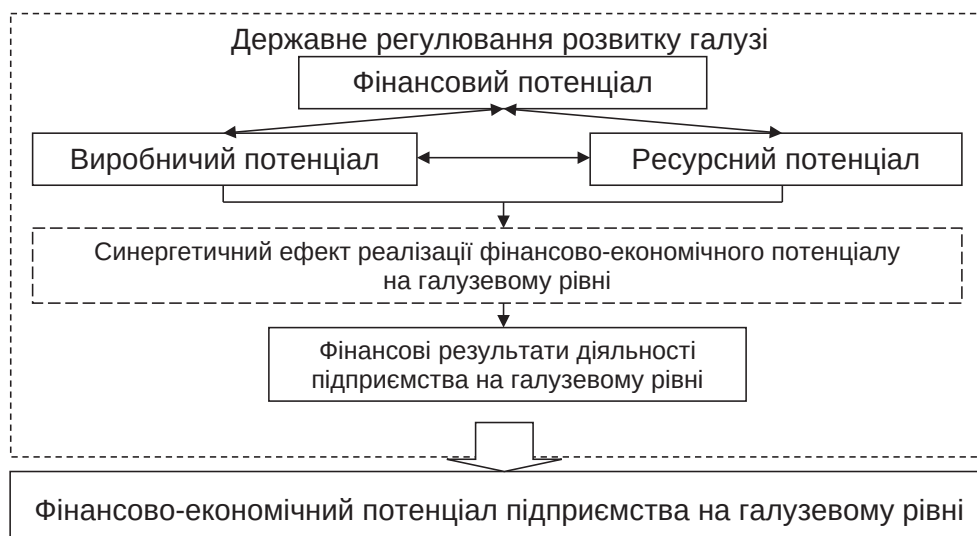 Державне регулювання розвитку галузі
Фінансовий потенціал
Виробничий потенціал
Ресурсний потенціал
Синергетичний ефект реалізації фінансово-економічного потенціалу
на галузевому рівні
Фінансові результати діяльності
підприємства на галузевому рівні
Фінансово-економічний потенціал підприємства на галузевому рівні